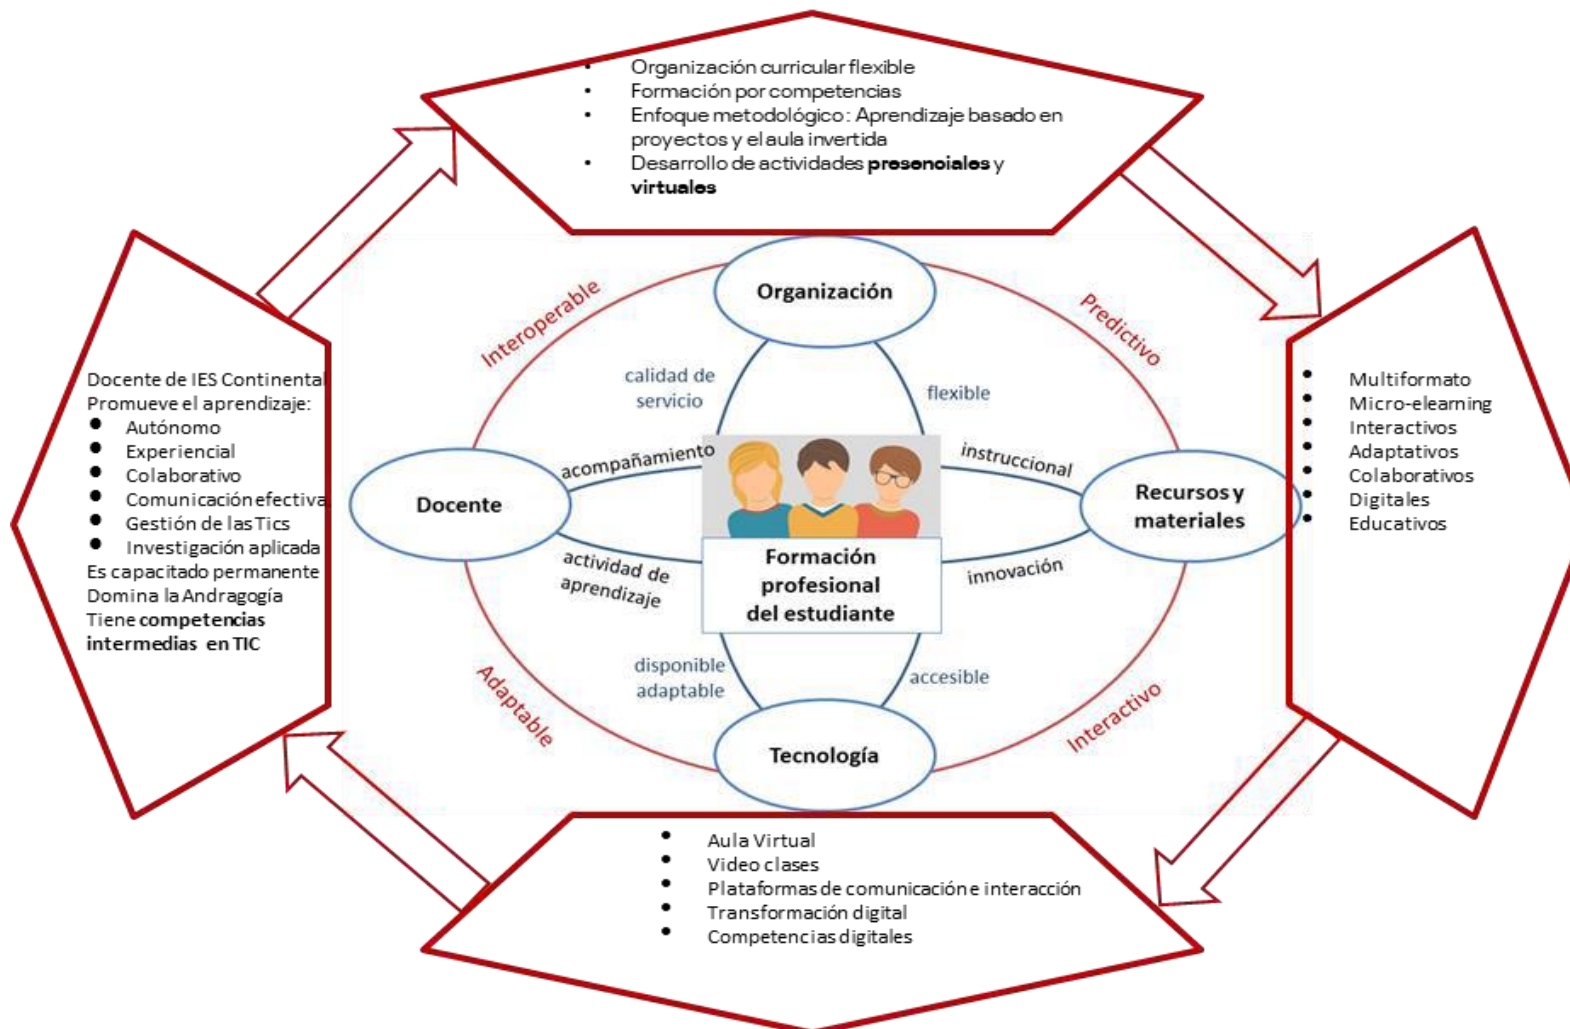 Organización curricular flexible
Formación por competencias
Enfoque metodológico: Aprendizaje basado en
proyectos y el aula invertida
Desarrollo de actividades presenciales y
virtuales
Interoperable
Organización
Predictivo
calidad de
servicio
flexible
Docente de IES Continental
Promueve el aprendizaje:
Autónomo
Experiencial
Colaborativo
Comunicación efectiva
Gestión de las Tics
Investigación aplicada
Es capacitado permanente
Domina la Andragogía
Tiene competencias
intermedias en TIC
acompañamiento
instruccional
Docente
Recursos y
materiales
actividad de
aprendizaje
Formación
profesional
del estudiante
innovación
Multiformato
Micro-elearning
Interactivos
Adaptativos
Colaborativos
Digitales
Educativos
disponible
adaptable
accesible
Adaptable
Tecnología
Interactivo
Aula Virtual
Video clases
Plataformas de comunicación e interacción
Transformación digital
Competencias digitales